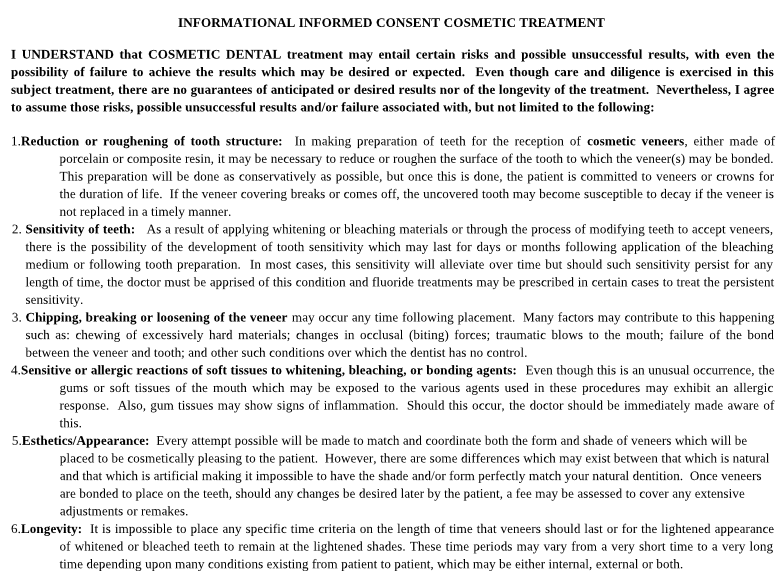 INFORMATIONAL INFORMED CONSENT COSMETIC TREATMENT
I UNDERSTAND that COSMETIC DENTAL treatment may entail certain risks and possible unsuccessful results, with even the
possibility of failure to achieve the results which may be desired or expected. Even though care and diligence is exercised in this
subject treatment, there are no guarantees of anticipated or desired results nor of the longevity of the treatment. Nevertheless, I agree
to assume those risks, possible unsuccessful results and/or failure associated with, but not limited to the following:
1.Reduction or roughening of tooth structure: In making preparation of teeth for the reception of cosmetic veneers, either made of
porcelain or composite resin, it may be necessary to reduce or roughen the surface of the tooth to which the veneer(s) may be bonded.
This preparation will be done as conservatively as possible, but once this is done, the patient is committed to veneers or crowns for
the duration of life. If the veneer covering breaks or comes off, the uncovered tooth may become susceptible to decay if the veneer is
not replaced in a timely manner.
2. Sensitivity of teeth: As a result of applying whitening or bleaching materials or through the process of modifying teeth to accept veneers,
there is the possibility of the development of tooth sensitivity which may last for days or months following application of the bleaching
medium or following tooth preparation. In most cases, this sensitivity will alleviate over time but should such sensitivity persist for any
length of time, the doctor must be apprised of this condition and fluoride treatments may be prescribed in certain cases to treat the persistent
sensitivity.
3. Chipping, breaking or loosening of the veneer may occur any time following placement. Many factors may contribute to this happening
such as: chewing of excessively hard materials; changes in occlusal (biting) forces; traumatic blows to the mouth; failure of the bond
between the veneer and tooth; and other such conditions over which the dentist has no control.
4.Sensitive or allergic reactions of soft tissues to whitening, bleaching, or bonding agents: Even though this is an unusual occurrence, the
gums or soft tissues of the mouth which may be exposed to the various agents used in these procedures may exhibit an allergic
response. Also, gum tissues may show signs of inflammation. Should this occur, the doctor should be immediately made aware of
this.
5.Esthetics/Appearance: Every attempt possible will be made to match and coordinate both the form and shade of veneers which will be
placed to be cosmetically pleasing to the patient. However, there are some differences which may exist between that which is natural
and that which is artificial making it impossible to have the shade and/or form perfectly match your natural dentition. Once veneers
are bonded to place on the teeth, should any changes be desired later by the patient, a fee may be assessed to cover any extensive
adjustments or remakes.
6.Longevity: It is impossible to place any specific time criteria on the length of time that veneers should last or for the lightened appearance
of whitened or bleached teeth to remain at the lightened shades. These time periods may vary from a very short time to a very long
time depending upon many conditions existing from patient to patient, which may be either internal, external or both.